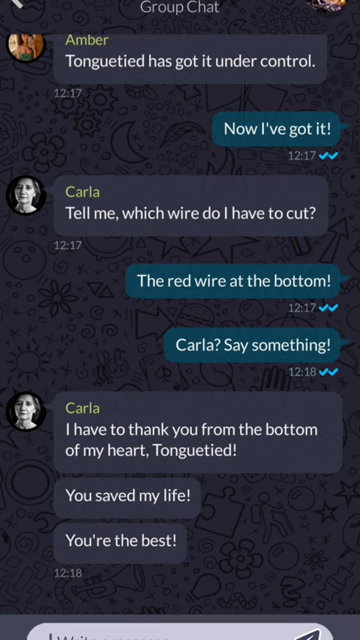 Group Chat
Amber
Tonguetied has got it under control.
12:17
Now I've got it!
12:17
Carla
Tell me, which wire do I have to cut?
12:17
The red wire at the bottom!
12:17
Carla? Say something!
12:18
Carla
I have to thank you from the bottom
of my heart, Tonguetied!
You saved my life!
You're the best!
12:18
Write a message